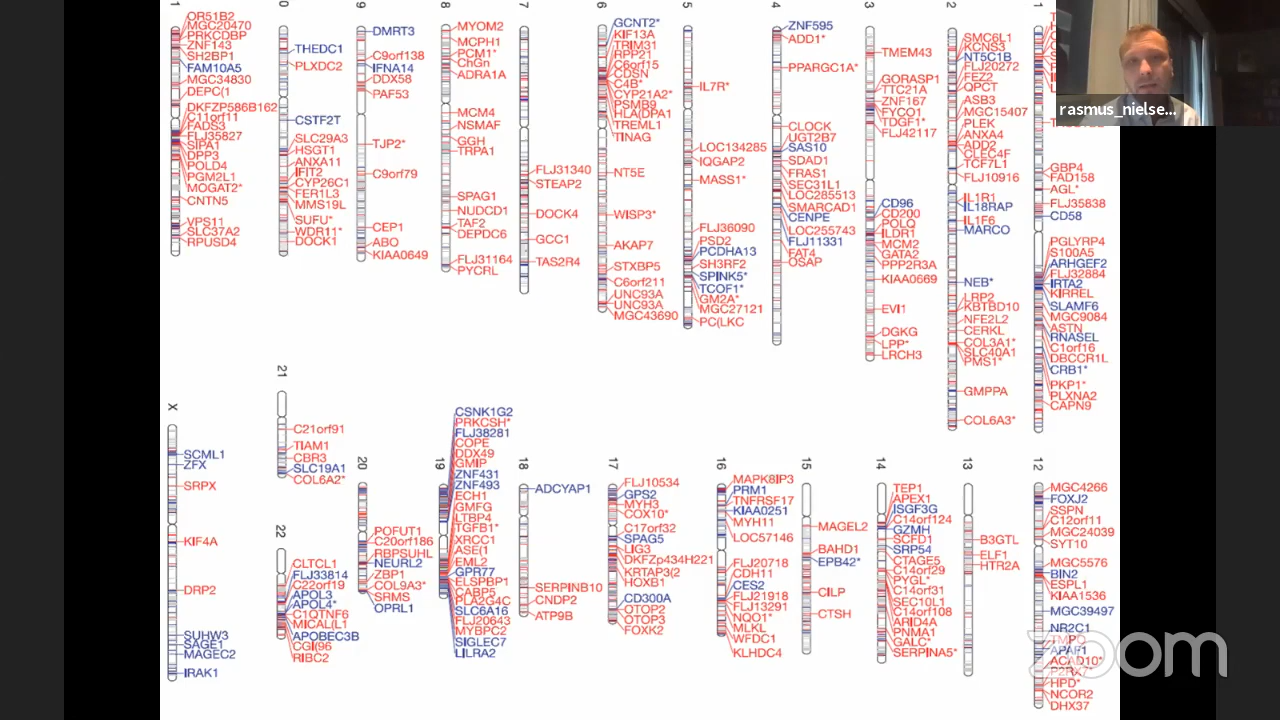 1
OR51B2
MGC20470
PRKCDBP
ZNF143
SH2BP1
FAM10A5
MGC34830
DEPC(1
DKFZP586B162
C11orf11
FADS3
FLJ35827
SIPA1
DPP3
POLD4
PGM2L1
MOGAT2*
CNTN5
VPS11
SLC37A2
RPUSD4
0
THEDC1
PLXDC2
CSTF2T
SLC29A3
HSGT1
ANXA11
IFIT2
CYP26C1
FER1L3
MMS19L
SUFU*
WDR11*
DOCK1
9
DMRT3
C9orf138
IFNA14
DDX58
PAF53
TJP2*
C9orf79
CEP1
ABO
KIAA0649
8
MYOM2
MCPH1
PCM1*
ChGn
ADRA1A
MCM4
NSMAF
GGH
TRPA1
SPAG1
NUDCD1
TAF2
DEPDC6
FLJ31164
PYCRL
7
FLJ31340
STEAP2
DOCK4
GCC1
TAS2R4
6
GCNT2*
KIF13A
TRIM31
RPP21
C6orf15
CDSN
C4B*
CYP21A2*
PSMB9
HLA(DPA1
TREML1
TINAG
NT5E
WISP3*
AKAP7
STXBP5
C6orf211
UNC93A
UNC93A
MGC43690
5
IL7R*
LOC134285
IQGAP2
MASS1*
FLJ36090
PSD2
PCDHA13
SH3RF2
SPINK5*
TCOF1*
GM2A*
MGC27121
PC(LKC
4
ZNF595
ADD1*
PPARGC1A*
CLOCK
UGT2B7
SAS10
SDAD1
FRAS1
SEC31L1
LOC285513
SMARCAD1
CENPE
LOC255743
FLJ11331
FAT4
OSAP
3
TMEM43
GORASP1
TTC21A
ZNF167
FYCO1
TDGF1*
FLJ42117
CD96
CD200
POLQ
ILDR1
MCM2
GATA2
PPP2R3A
KIAA0669
EVI1
DGKG
LPP*
LRCH3
2
SMC6L1
KCNS3
NT5C1B
FLJ20272
FEZ2
QPCT
ASB3
MGC15407
PLEK
ANXA4
ADD2
CLEC4F
TCF7L1
FLJ10916
IL1R1
IL18RAP
IL1F6
MARCO
NEB*
LRP2
KBTBD10
NFE2L2
CERKL
COL3A1*
SLC40A1
PMS1*
GMPPA
COL6A3*
1
GBP4
FAD158
AGL*
FLJ35838
CD58
PGLYRP4
S100A5
ARHGEF2
FLJ32884
IRTA2
KIRREL
SLAMF6
MGC9084
ASTN
RNASEL
C1orf16
DBCCR1L
CRB1*
PKP1*
PLXNA2
CAPN9
rasmus_nielse...
X
SCML1
ZFX
SRPX
KIF4A
DRP2
SUHW3
SAGE1
MAGEC2
IRAK1
21
C21orf91
TIAM1
CBR3
SLC19A1
COL6A2*
22
CLTCL1
FLJ33814
C22orf19
APOL3
APOL4*
C1QTNF6
MICAL(L1
APOBEC3B
CGI(96
RIBC2
20
POFUT1
C20orf186
RBPSUHL
NEURL2
ZBP1
COL9A3*
SRMS
OPRL1
19
CSNK1G2
PRKCSH*
FLJ38281
COPE
DDX49
GMIP
ZNF431
ZNF493
ECH1
GMFG
LTBP4
TGFB1*
XRCC1
ASE(1
EML2
GPR77
ELSPBP1
CABP5
PLA2G4C
SLC6A16
FLJ20643
MYBPC2
SIGLEC7
LILRA2
18
ADCYAP1
SERPINB10
CNDP2
ATP9B
17
FLJ10534
GPS2
MYH3
COX10*
C17orf32
SPAG5
LIG3
DKFZp434H221
KRTAP3(2
HOXB1
CD300A
OTOP2
OTOP3
FOXK2
16
MAPK8IP3
PRM1
TNFRSF17
KIAA0251
MYH11
LOC57146
FLJ20718
CDH11
CES2
FLJ21918
FLJ13291
NQO1*
MLKL
WFDC1
KLHDC4
15
MAGEL2
BAHD1
EPB42*
CILP
CTSH
14
TEP1
APEX1
ISGF3G
C14orf124
GZMH
SCFD1
SRP54
CTAGE5
C14orf29
PYGL*
C14orf31
SEC10L1
C14orf108
ARID4A
PNMA1
GALC*
SERPINA5*
13
B3GTL
ELF1
HTR2A
12
MGC4266
FOXJ2
SSPN
C12orf11
MGC24039
SYT10
MGC5576
BIN2
ESPL1
KIAA1536
MGC39497
NR2C1
TMPO
APAF1
ACAD10*
P2RX7*
HPD*
NCOR2
DHX37
zoom